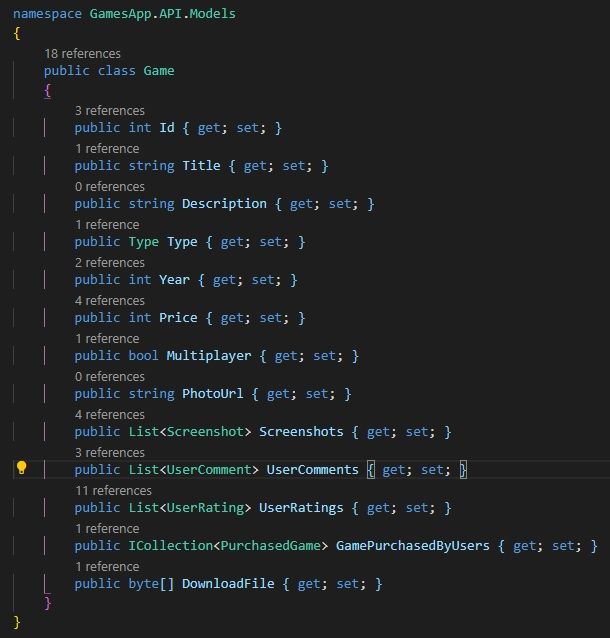 namespace GamesApp.API.Models
{
18 references
public class Game
{
3 references
public int Id { get; set; }
1 reference
public string Title { get; set; }
0 references
public string Description { get; set; }
1 reference
public Type Type { get; set; }
2 references
public int Year { get; set; }
4 references
public int Price { get; set; }
1 reference
public bool Multiplayer { get; set; }
0 references
public string PhotoUrl { get; set; }
4 references
public List<Screenshot> Screenshots { get; set; }
3 references
public List<UserComment> UserComments { get; set; }
11 references
public List<UserRating> UserRatings { get; set; }
1 reference
public ICollection<PurchasedGame> GamePurchasedByUsers { get; set; }
1 reference
public byte[] DownloadFile { get; set; }
}
}